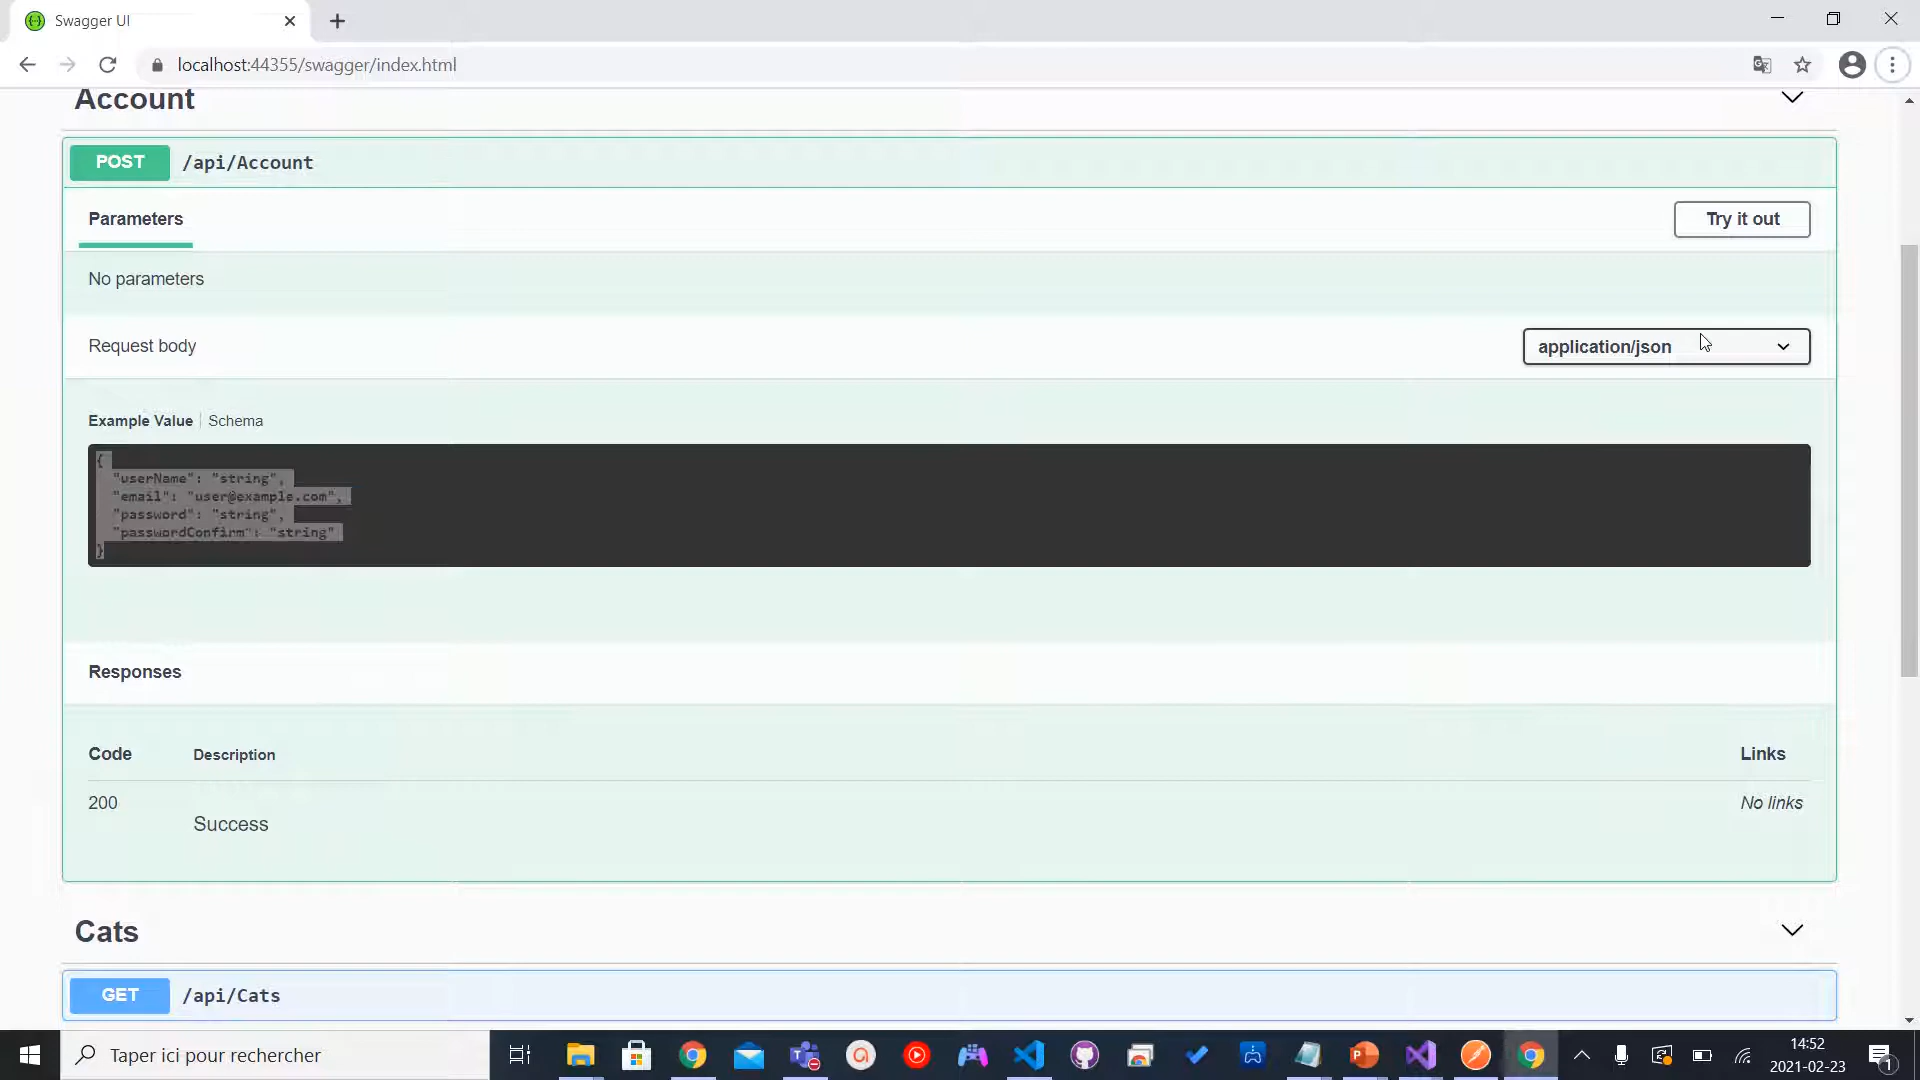 Swagger UI
localhost:44355/swagger/index.html
Account
POST /api/Account
Parameters
Try it out
No parameters
Request body
application/json
Example Value
Schema
{
"userName": "string",
"email": "user@example.com",
"password": "string",
"passwordConfirm": "string"
}
Responses
Code Description Links
200
No links
Success
Cats
GET /api/Cats
Taper ici pour rechercher
14:52
2021-02-23
1